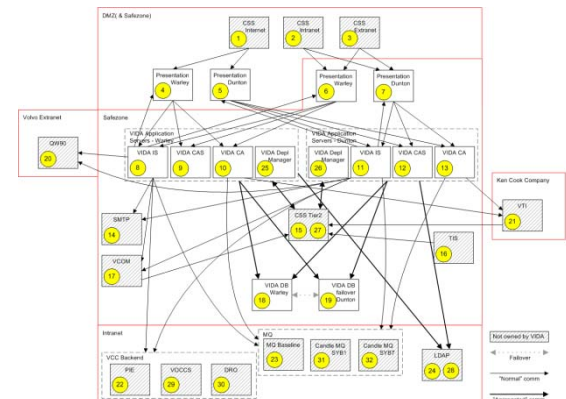 DMZ( & Safezone)
CSS
Internet
1
CSS
Intranet
2
CSS
Extranet
3
Presentation
Warley
4
Presentation
Dunton
5
Presentation
Warley
6
Presentation
Dunton
7
Volvo Extranet
QW90
20
Safezone
VIDA Application
Servers - Warley
VIDA IS
8
VIDA CAS
9
VIDA CA
10
VIDA Depl
Manager
25
VIDA Application
Servers - Dunton
VIDA Depl
Manager
26
VIDA IS
11
VIDA CAS
12
VIDA CA
13
Ken Cook Company
VTI
21
SMTP
14
CSS Tier2
15
27
TIS
16
VCOM
17
VIDA DB
Warley
18
VIDA DB
failover
Dunton
19
Intranet
VCC Backend
PIE
22
VOCCS
29
DRO
30
MQ
MQ Baseline
23
Candle MQ
SYB1
31
Candle MQ
SYB7
32
LDAP
24
28
Not owned by VIDA
Failover
"Normal" comm